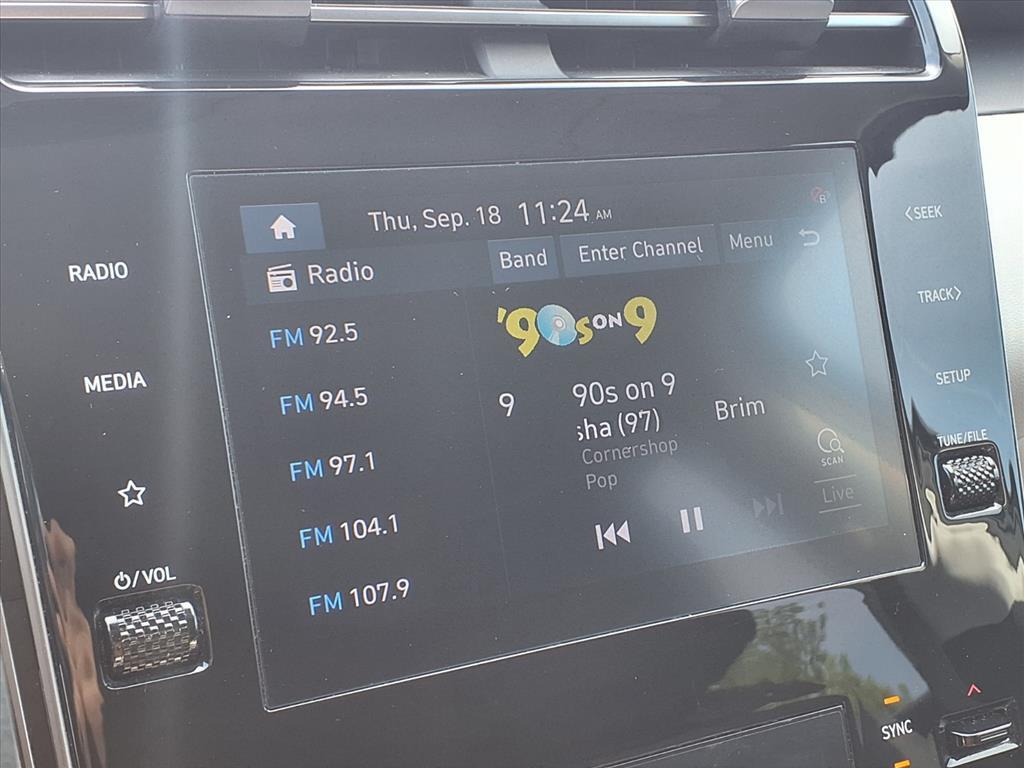 Thu, Sep. 18 11:24 AM
B
Radio
Band
Enter Channel
Menu
FM 92.5
FM 94.5
FM 97.1
FM 104.1
FM 107.9
'90s ON 9
9
90s on 9
sha (97)
Brim
Cornershop
Pop
SCAN
Live
RADIO
MEDIA
/VOL
<SEEK
TRACK>
SETUP
TUNE/FILE
SYNC